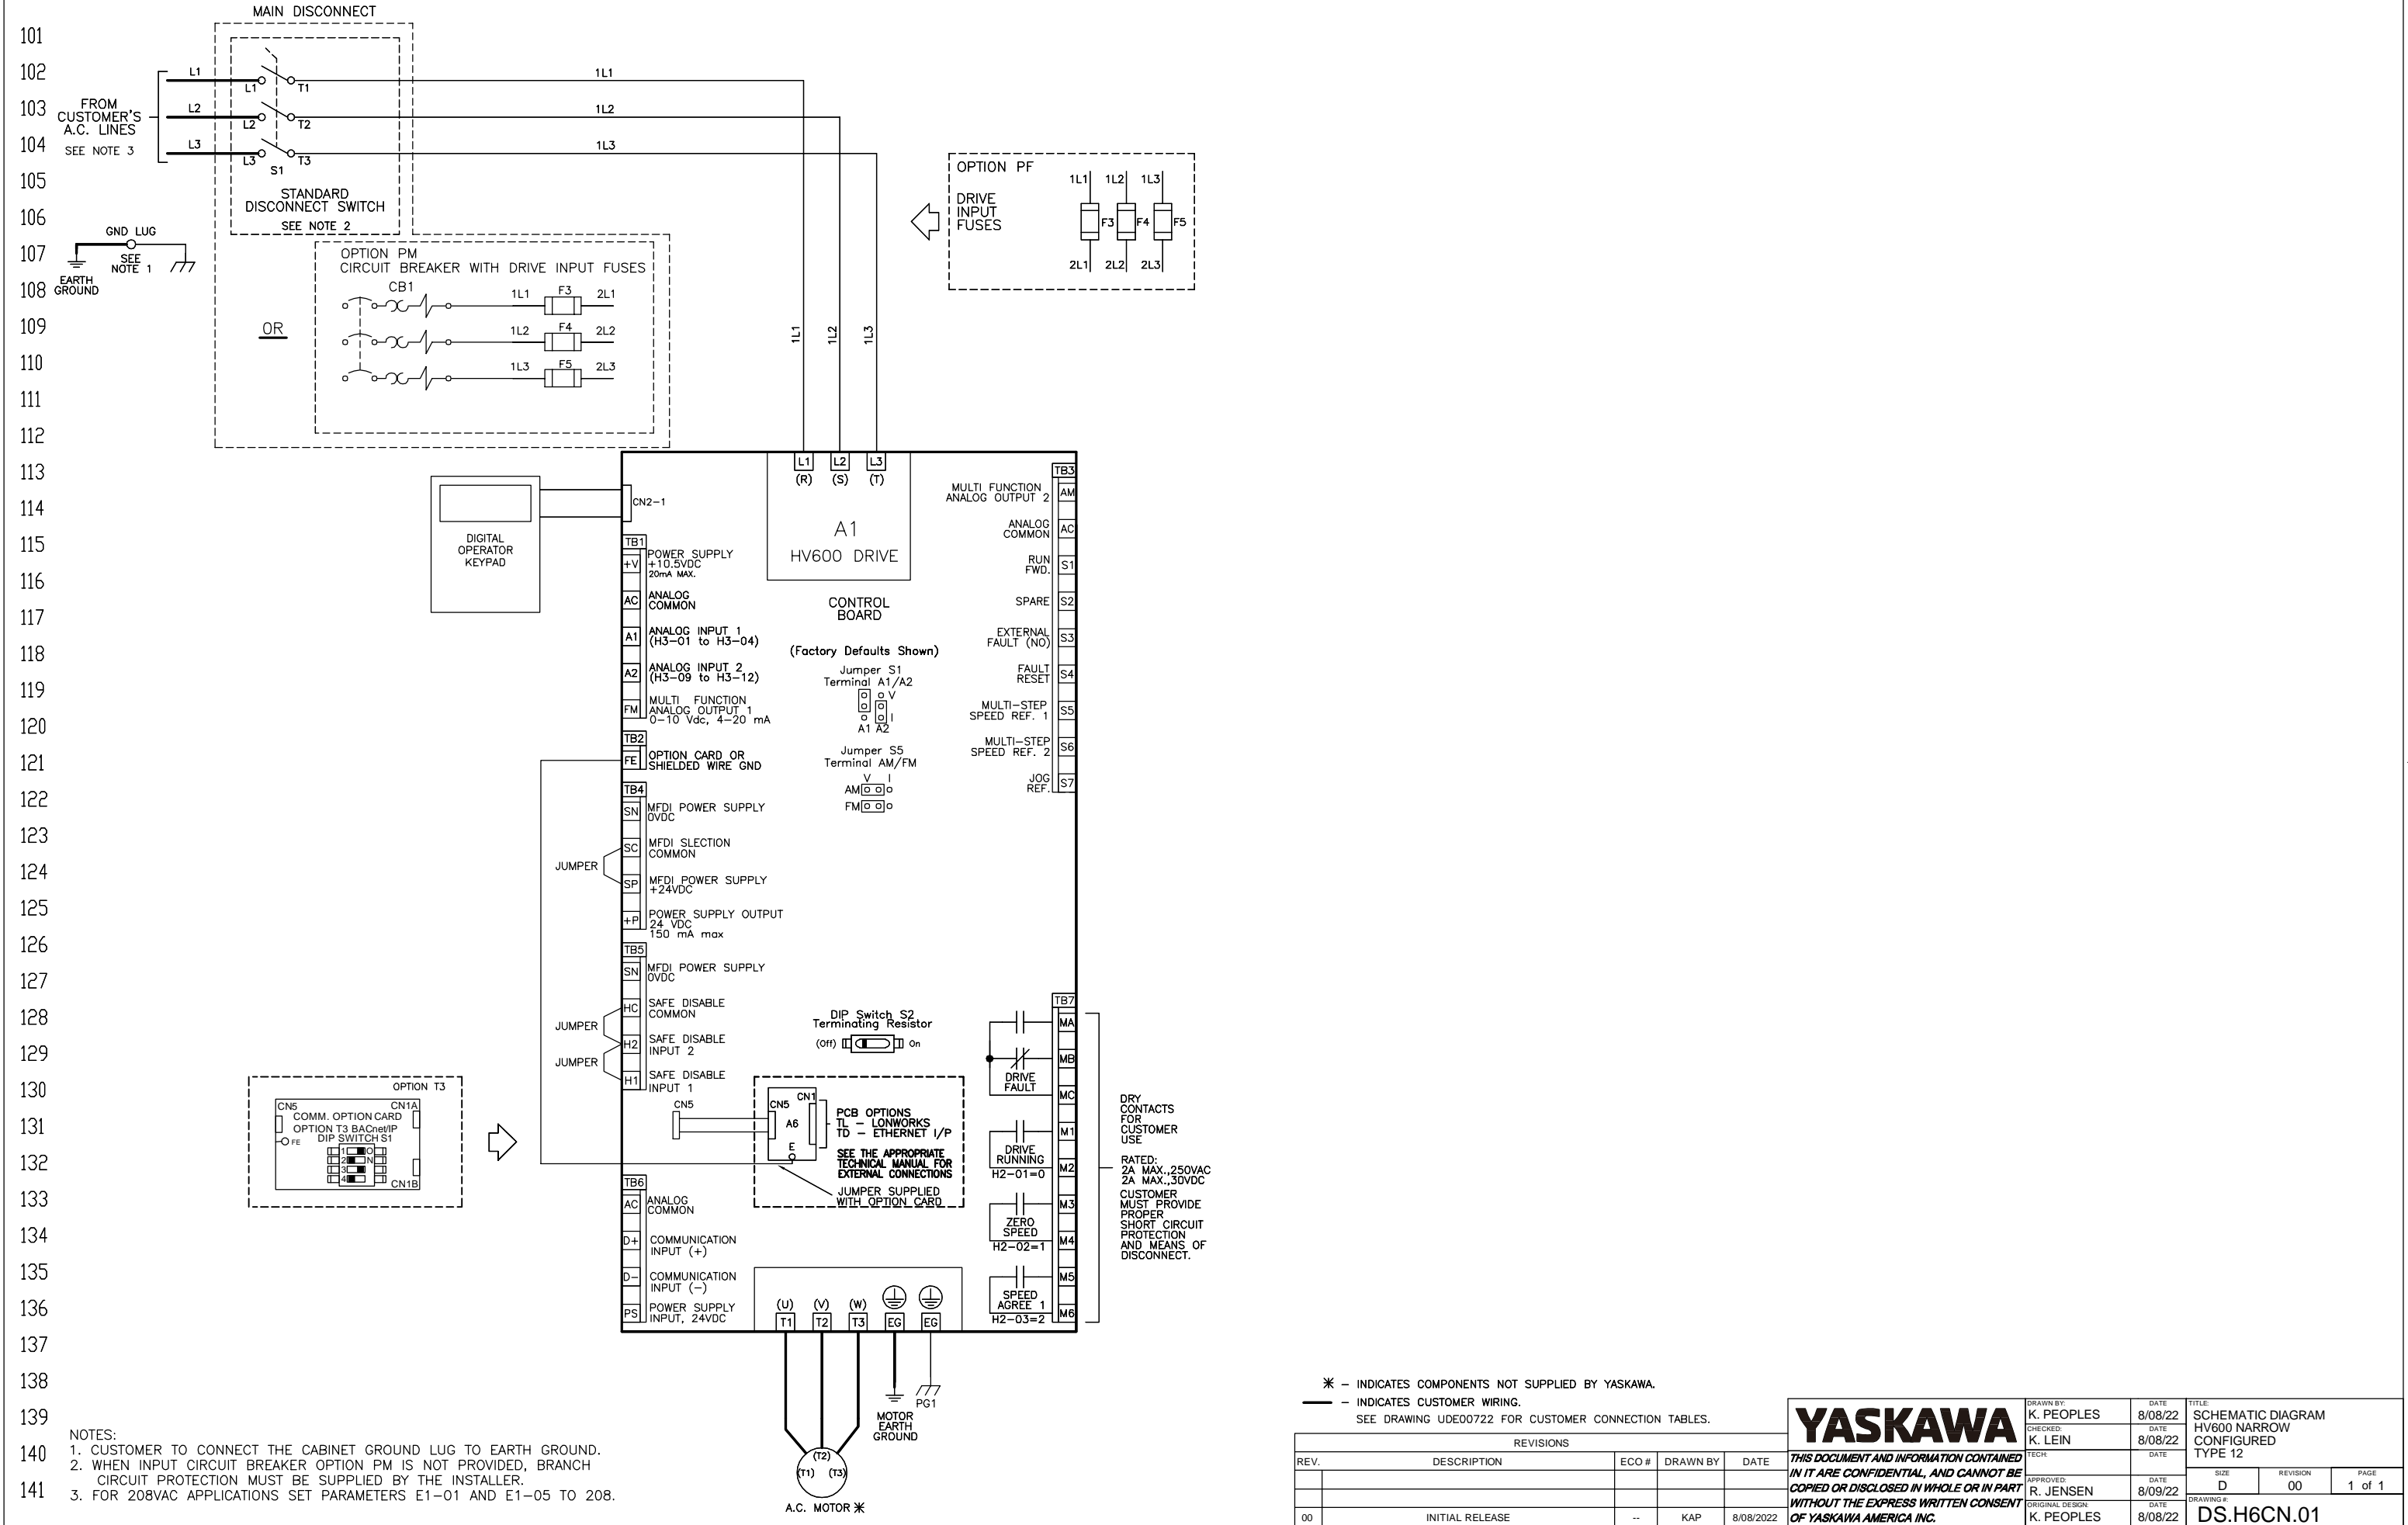 MAIN DISCONNECT
101
102
103
104
105
106
107
108
109
110
111
112
113
114
115
116
117
118
119
120
121
122
123
124
125
126
127
128
129
130
131
132
133
134
135
136
137
138
139
140
141
FROM
CUSTOMER'S
A.C. LINES
SEE NOTE 3
L1
L2
L3
L1
T1
L2
T2
L3
T3
S1
STANDARD
DISCONNECT SWITCH
SEE NOTE 2
1L1
1L2
1L3
GND LUG
SEE
NOTE 1
EARTH
GROUND
OR
OPTION PM
CIRCUIT BREAKER WITH DRIVE INPUT FUSES
CB1
1L1 F3 2L1
1L2 F4 2L2
1L3 F5 2L3
1L1
1L2
1L3
OPTION PF
DRIVE
INPUT
FUSES
1L1 1L2 1L3
F3 F4 F5
2L1 2L2 2L3
L1 L2 L3
(R) (S) (T)
A1
HV600 DRIVE
CONTROL
BOARD
(Factory Defaults Shown)
Jumper S1
Terminal A1/A2
V
I
A1 A2
Jumper S5
Terminal AM/FM
V I
AM
FM
DIGITAL
OPERATOR
KEYPAD
CN2-1
TB1
+V
POWER SUPPLY
+10.5VDC
20mA MAX.
AC
ANALOG
COMMON
A1
ANALOG INPUT 1
(H3-01 to H3-04)
A2
ANALOG INPUT 2
(H3-09 to H3-12)
FM
MULTI FUNCTION
ANALOG OUTPUT 1
0-10 Vdc, 4-20 mA
TB2
FE
OPTION CARD OR
SHIELDED WIRE GND
TB4
SN
MFDI POWER SUPPLY
0VDC
SC
MFDI SLECTION
COMMON
JUMPER
SP
MFDI POWER SUPPLY
+24VDC
+P
POWER SUPPLY OUTPUT
24 VDC
150 mA max
TB5
SN
MFDI POWER SUPPLY
0VDC
HC
SAFE DISABLE
COMMON
JUMPER
H2
SAFE DISABLE
INPUT 2
JUMPER
H1
SAFE DISABLE
INPUT 1
TB6
AC
ANALOG
COMMON
D+
COMMUNICATION
INPUT (+)
D-
COMMUNICATION
INPUT (-)
PS
POWER SUPPLY
INPUT, 24VDC
TB3
MULTI FUNCTION
ANALOG OUTPUT 2
AM
ANALOG
COMMON
AC
RUN
FWD.
S1
SPARE
S2
EXTERNAL
FAULT (NO)
S3
FAULT
RESET
S4
MULTI-STEP
SPEED REF. 1
S5
MULTI-STEP
SPEED REF. 2
S6
JOG
REF.
S7
DIP Switch S2
Terminating Resistor
(Off)
On
CN5
CN5
CN1
A6
E
PCB OPTIONS
TL - LONWORKS
TD - ETHERNET I/P
SEE THE APPROPRIATE
TECHNICAL MANUAL FOR
EXTERNAL CONNECTIONS
JUMPER SUPPLIED
WITH OPTION CARD
OPTION T3
CN5
CN1A
COMM. OPTION CARD
OPTION T3 BACnet/IP
FE
DIP SWITCH S1
1
O
2
N
3
4
CN1B
TB7
MA
MB
DRIVE
FAULT
MC
M1
DRIVE
RUNNING
M2
H2-01=0
M3
ZERO
SPEED
M4
H2-02=1
M5
SPEED
AGREE 1
M6
H2-03=2
DRY
CONTACTS
FOR
CUSTOMER
USE
RATED:
2A MAX.,250VAC
2A MAX.,30VDC
CUSTOMER
MUST PROVIDE
PROPER
SHORT CIRCUIT
PROTECTION
AND MEANS OF
DISCONNECT.
(U) (V) (W)
T1 T2 T3 EG EG
PG1
MOTOR
EARTH
GROUND
(T2)
(T1) (T3)
A.C. MOTOR ✳
NOTES:
1. CUSTOMER TO CONNECT THE CABINET GROUND LUG TO EARTH GROUND.
2. WHEN INPUT CIRCUIT BREAKER OPTION PM IS NOT PROVIDED, BRANCH
CIRCUIT PROTECTION MUST BE SUPPLIED BY THE INSTALLER.
3. FOR 208VAC APPLICATIONS SET PARAMETERS E1-01 AND E1-05 TO 208.
✳ - INDICATES COMPONENTS NOT SUPPLIED BY YASKAWA.
- INDICATES CUSTOMER WIRING.
SEE DRAWING UDE00722 FOR CUSTOMER CONNECTION TABLES.
REVISIONS
REV. DESCRIPTION ECO # DRAWN BY DATE
00 INITIAL RELEASE -- KAP 8/08/2022
YASKAWA
THIS DOCUMENT AND INFORMATION CONTAINED
IN IT ARE CONFIDENTIAL, AND CANNOT BE
COPIED OR DISCLOSED IN WHOLE OR IN PART
WITHOUT THE EXPRESS WRITTEN CONSENT
OF YASKAWA AMERICA INC.
DRAWN BY: DATE
K. PEOPLES 8/08/22
CHECKED: DATE
K. LEIN 8/08/22
TECH: DATE
APPROVED: DATE
R. JENSEN 8/09/22
ORIGINAL DESIGN: DATE
K. PEOPLES 8/08/22
TITLE:
SCHEMATIC DIAGRAM
HV600 NARROW
CONFIGURED
TYPE 12
SIZE REVISION PAGE
D 00 1 of 1
DRAWING #:
DS.H6CN.01